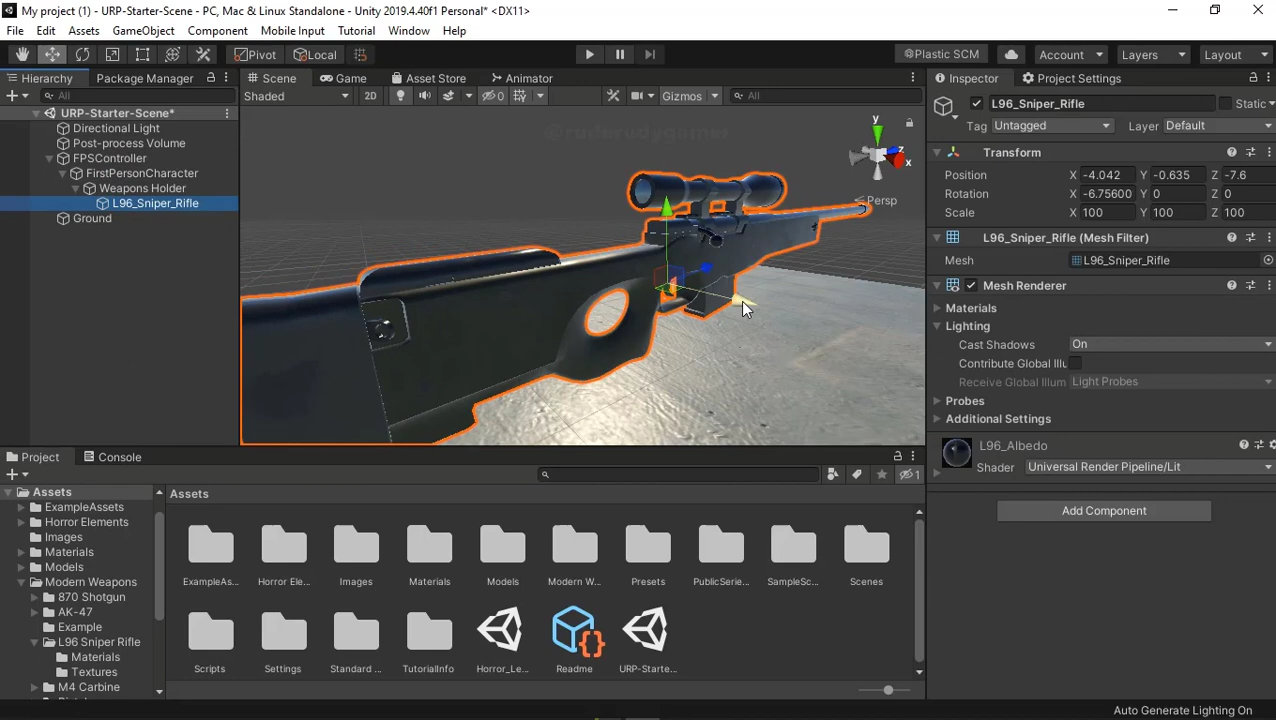 My project (1) - URP-Starter-Scene - PC, Mac & Linux Standalone - Unity 2019.4.40f1 Personal* <DX11>
File Edit Assets GameObject Component Mobile Input Tutorial Window Help
Pivot Local Plastic SCM Account Layers Layout
Hierarchy Package Manager
All
URP-Starter-Scene*
Directional Light
Post-process Volume
FPSController
FirstPersonCharacter
Weapons Holder
L96_Sniper_Rifle
Ground
Scene Game Asset Store Animator
Shaded 2D 0 Gizmos All
@rudorudygamer
y
z
x
Persp
Inspector Project Settings
L96_Sniper_Rifle Static
Tag Untagged Layer Default
Transform
Position X -4.042 Y -0.635 Z -7.6
Rotation X -6.75600 Y 0 Z 0
Scale X 100 Y 100 Z 100
L96_Sniper_Rifle (Mesh Filter)
Mesh L96_Sniper_Rifle
Mesh Renderer
Materials
Lighting
Cast Shadows On
Contribute Global Illu
Receive Global Illum Light Probes
Probes
Additional Settings
L96_Albedo
Shader Universal Render Pipeline/Lit
Add Component
Project Console
1
Assets
ExampleAssets
Horror Elements
Images
Materials
Models
Modern Weapons
870 Shotgun
AK-47
Example
L96 Sniper Rifle
Materials
Textures
M4 Carbine
Assets
ExampleAs... Horror Ele... Images Materials Models Modern W... Presets PublicSerie... SampleSc... Scenes
Scripts Settings Standard ... TutorialInfo Horror_Le... Readme URP-Starte...
Auto Generate Lighting On